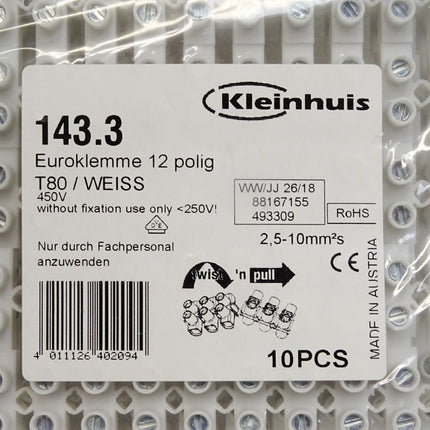 Kleinhuis
143.3
Euroklemme 12 polig
T80 / WEISS
450V
without fixation use only <250V!
WW/JJ 26/18
88167155
493309
RoHS
Nur durch Fachpersonal
anzuwenden
2,5-10mm²s
CE
MADE IN AUSTRIA
twist 'n pull
4 011126 402094
10PCS